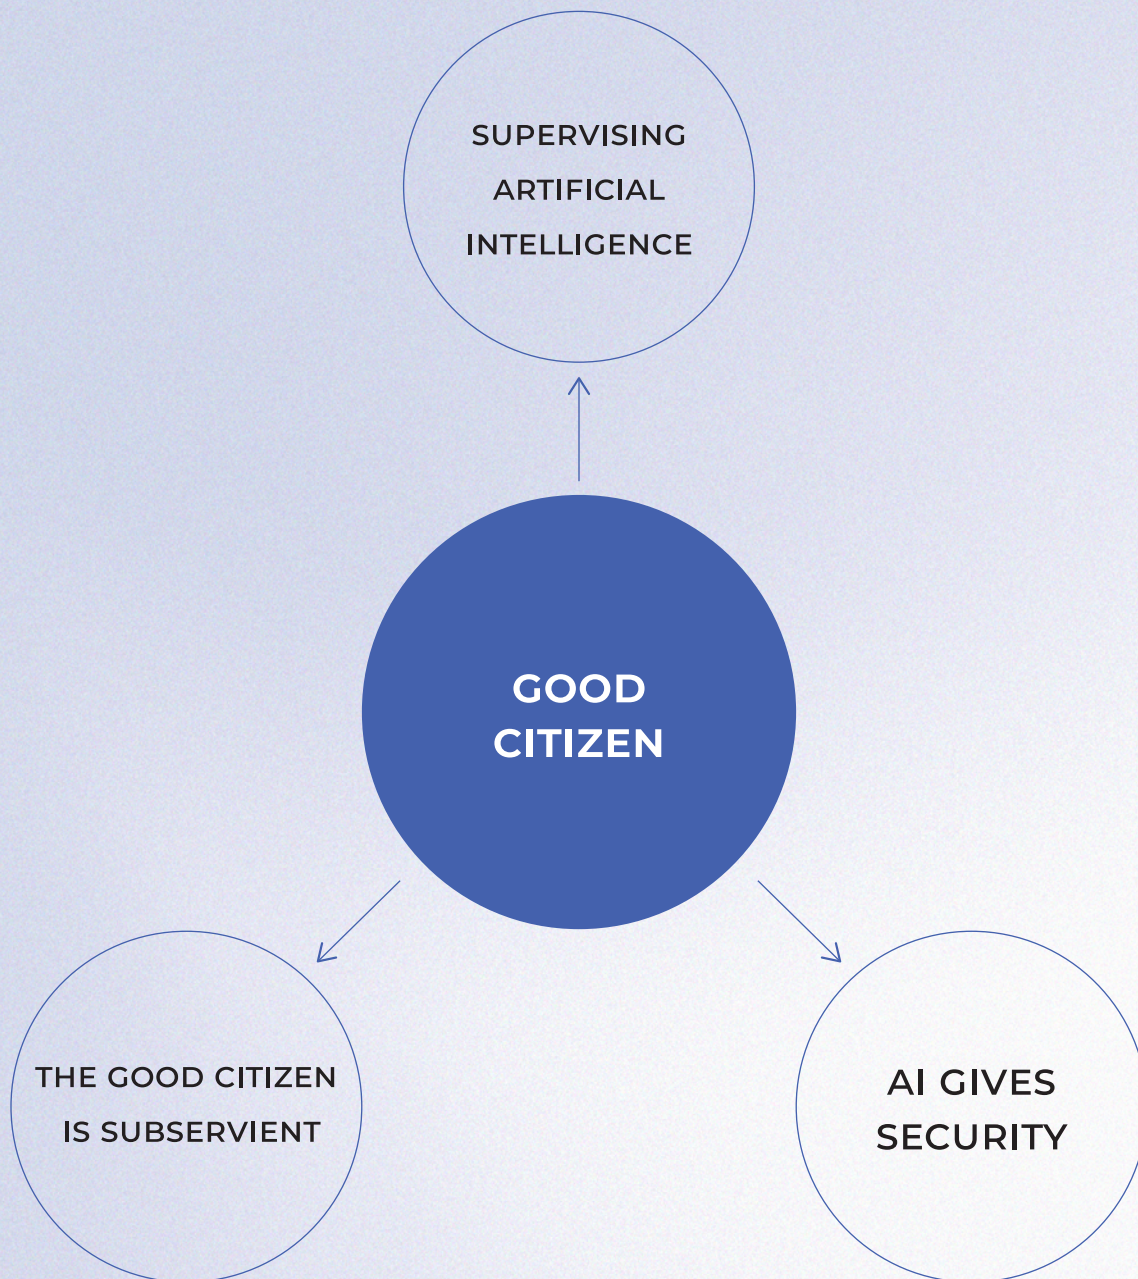 SUPERVISING
ARTIFICIAL
INTELLIGENCE
GOOD
CITIZEN
THE GOOD CITIZEN
IS SUBSERVIENT
AI GIVES
SECURITY